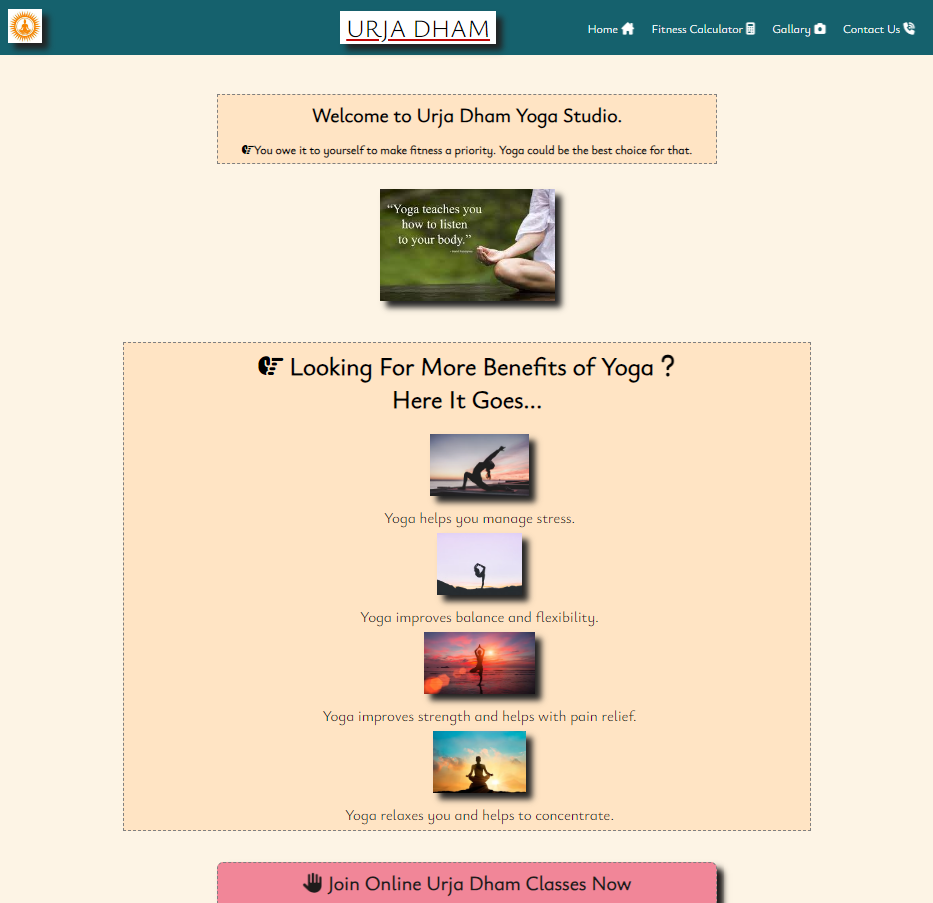 URJA DHAM
Home
Fitness Calculator
Gallary
Contact Us
Welcome to Urja Dham Yoga Studio.
You owe it to yourself to make fitness a priority. Yoga could be the best choice for that.
“Yoga teaches you
how to listen
to your body.”
Looking For More Benefits of Yoga ?
Here It Goes...
Yoga helps you manage stress.
Yoga improves balance and flexibility.
Yoga improves strength and helps with pain relief.
Yoga relaxes you and helps to concentrate.
Join Online Urja Dham Classes Now